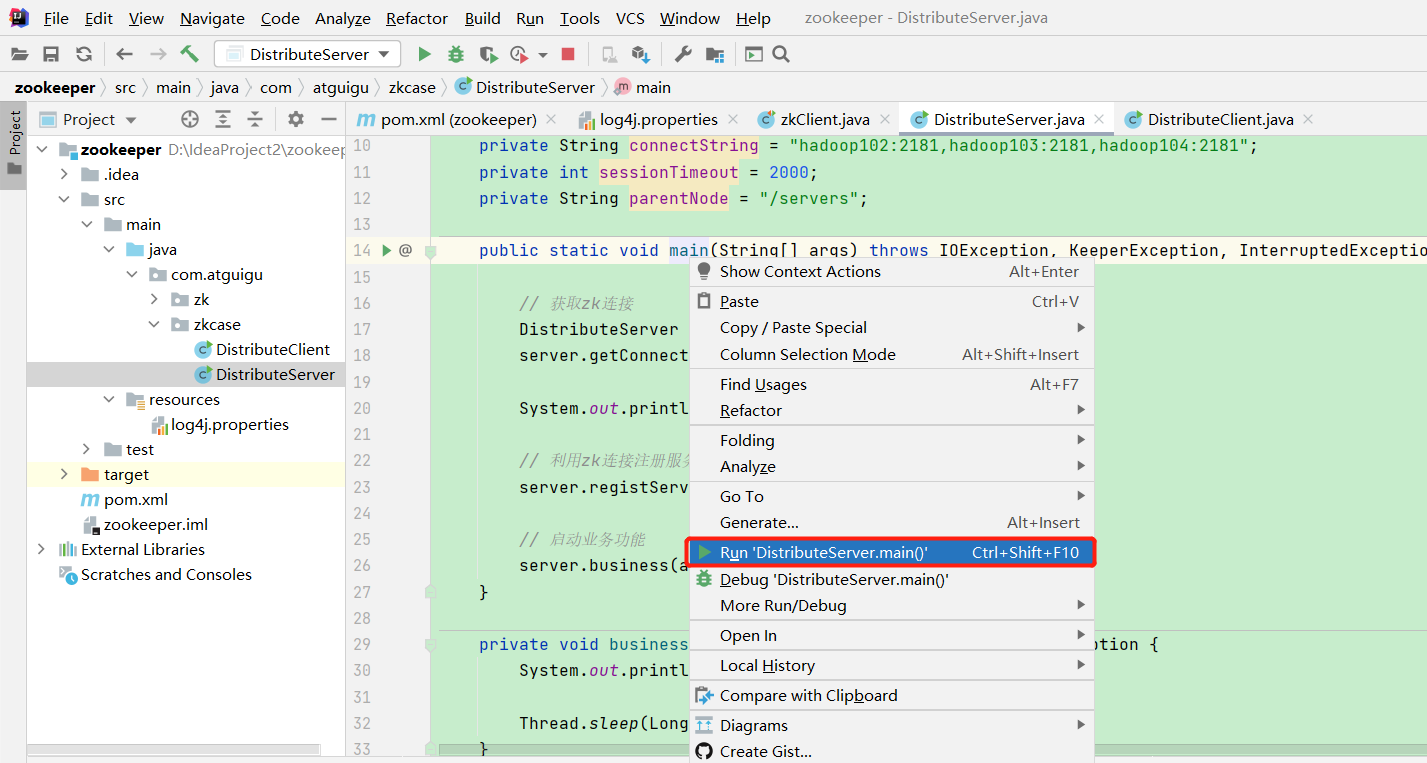 File Edit View Navigate Code Analyze Refactor Build Run Tools VCS Window Help zookeeper - DistributeServer.java
DistributeServer
zookeeper src main java com atguigu zkcase DistributeServer main
Project
Project
pom.xml (zookeeper) log4j.properties zkClient.java DistributeServer.java DistributeClient.java
zookeeper D:\IdeaProject2\zookeep
.idea
src
main
java
com.atguigu
zk
zkcase
DistributeClient
DistributeServer
resources
log4j.properties
test
target
pom.xml
zookeeper.iml
External Libraries
Scratches and Consoles
10 private String connectString = "hadoop102:2181,hadoop103:2181,hadoop104:2181";
11 private int sessionTimeout = 2000;
12 private String parentNode = "/servers";
13
14 @ public static void main(String[] args) throws IOException, KeeperException, InterruptedException
15
16 // 获取zk连接
17 DistributeServer
18 server.getConnect
19
20 System.out.printl
21
22 // 利用zk连接注册服务
23 server.registServ
24
25 // 启动业务功能
26 server.business(a
27 }
28
29 private void business ption {
30 System.out.printl
31
32 Thread.sleep(Long
33 }
Show Context Actions Alt+Enter
Paste Ctrl+V
Copy / Paste Special
Column Selection Mode Alt+Shift+Insert
Find Usages Alt+F7
Refactor
Folding
Analyze
Go To
Generate... Alt+Insert
Run 'DistributeServer.main()' Ctrl+Shift+F10
Debug 'DistributeServer.main()'
More Run/Debug
Open In
Local History
Compare with Clipboard
Diagrams
Create Gist...